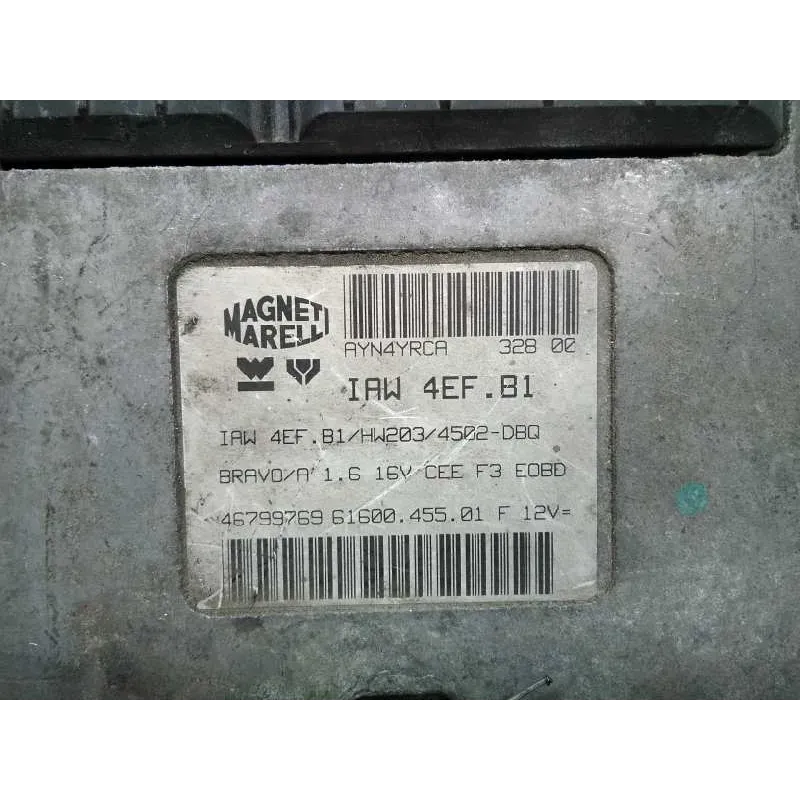 MAGNETI
MARELLI
AYN4YRCA 328 00
IAW 4EF.B1
IAW 4EF.B1/HW203/4502-DBQ
BRAVO/A' 1.6 16V CEE F3 EOBD
46799769 61600.455.01 F 12V=